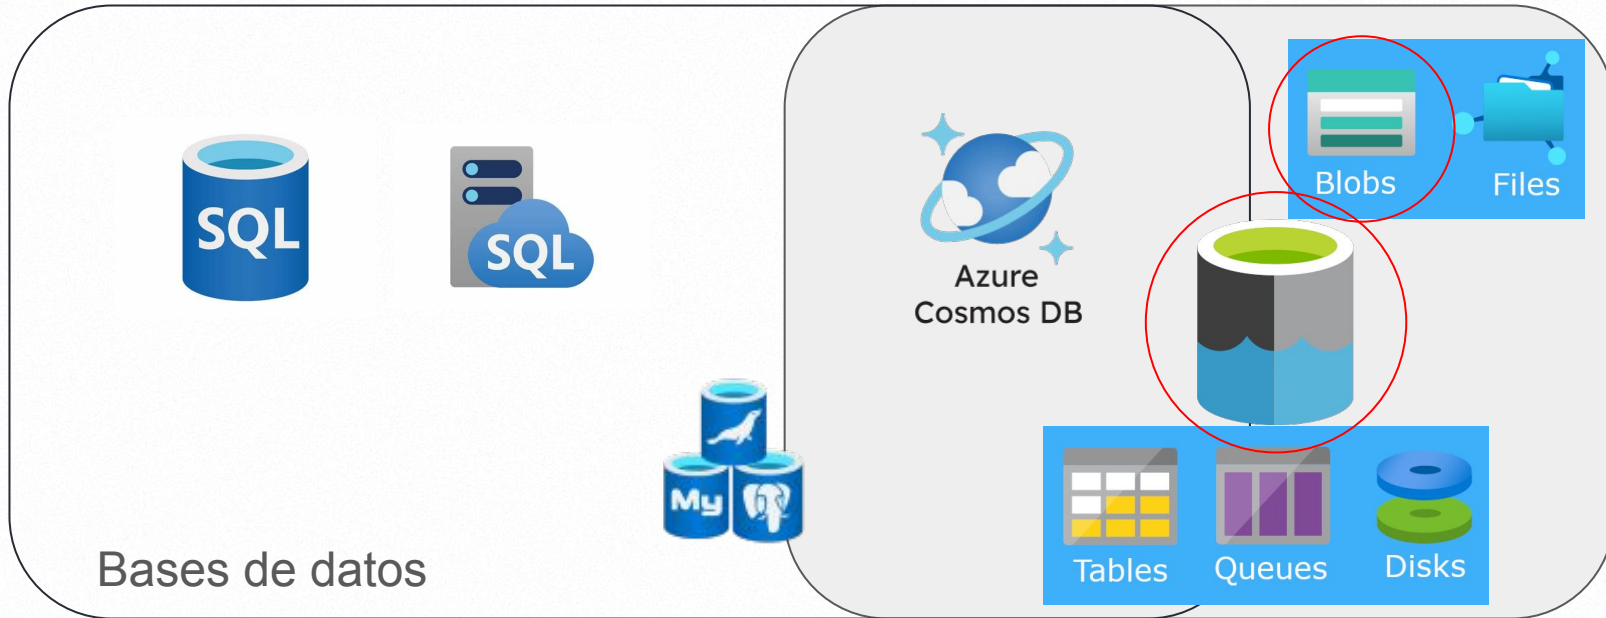 SQL
SQL
Azure
Cosmos DB
Blobs
Files
My
Tables
Queues
Disks
Bases de datos